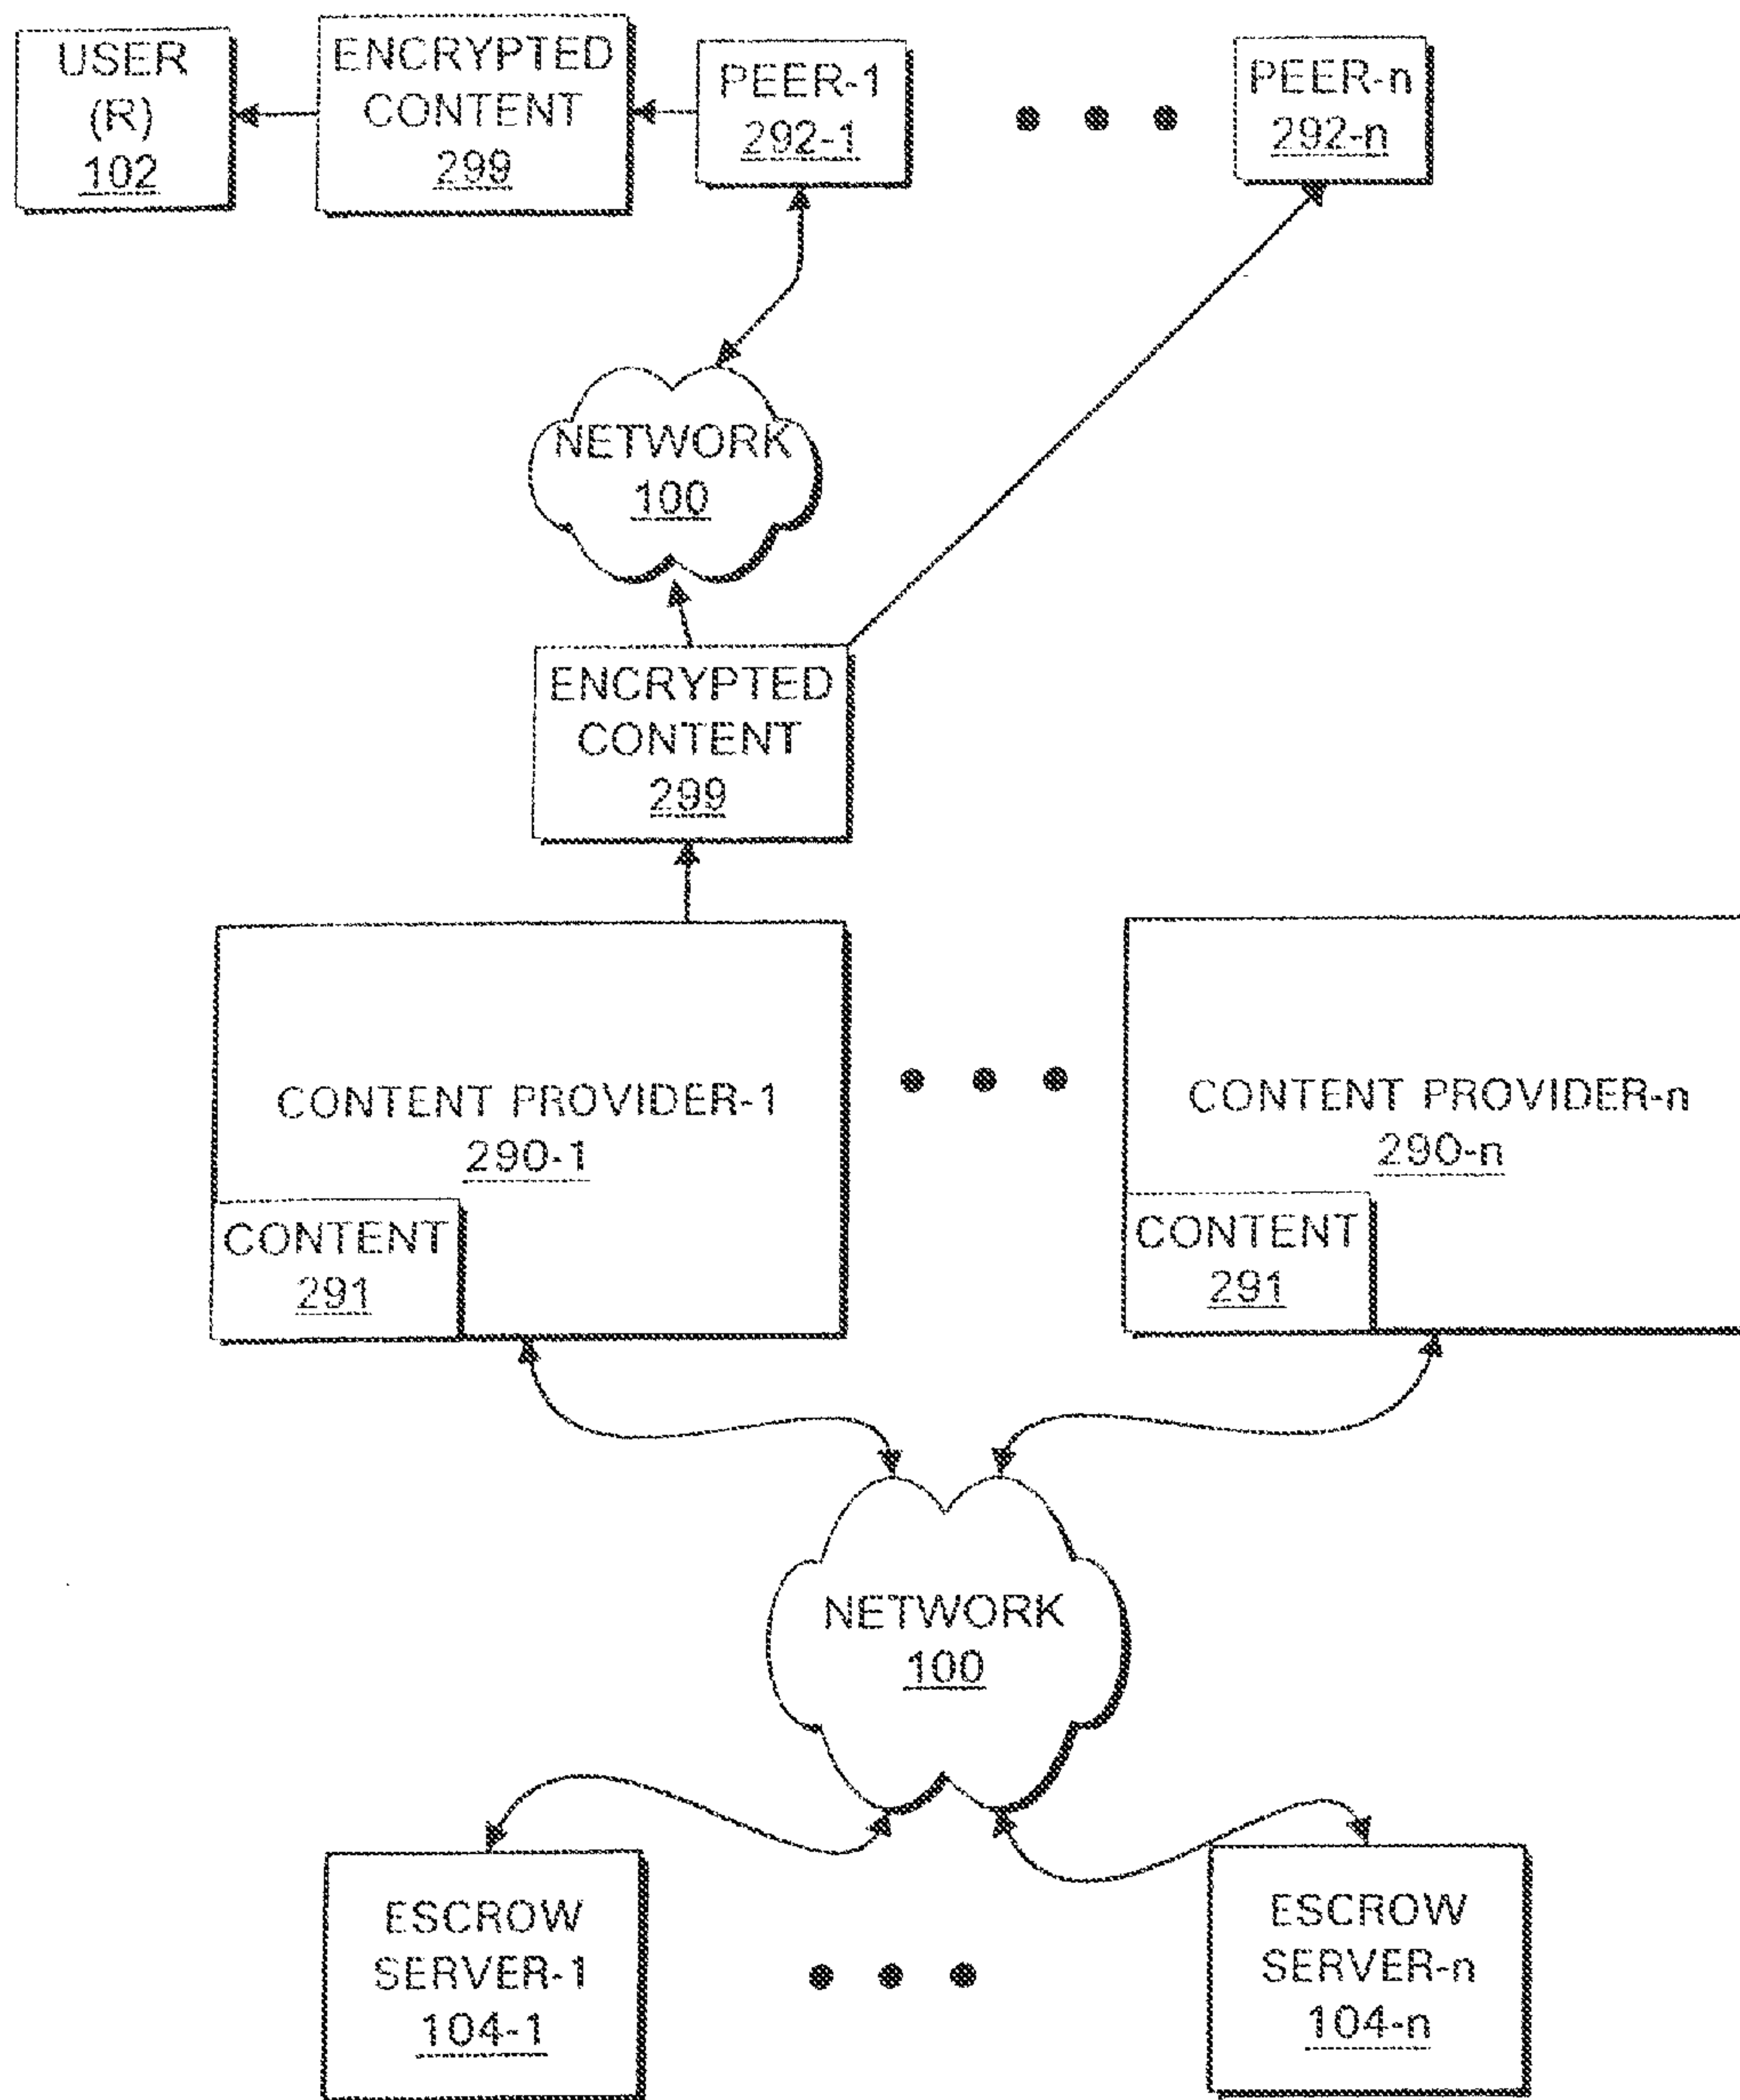 USER
(R)
102
ENCRYPTED
CONTENT
299
PEER-1
292-1
PEER-n
292-n
NETWORK
100
ENCRYPTED
CONTENT
299
CONTENT PROVIDER-1
290-1
CONTENT
291
CONTENT PROVIDER-n
290-n
CONTENT
291
NETWORK
100
ESCROW
SERVER-1
104-1
ESCROW
SERVER-n
104-n